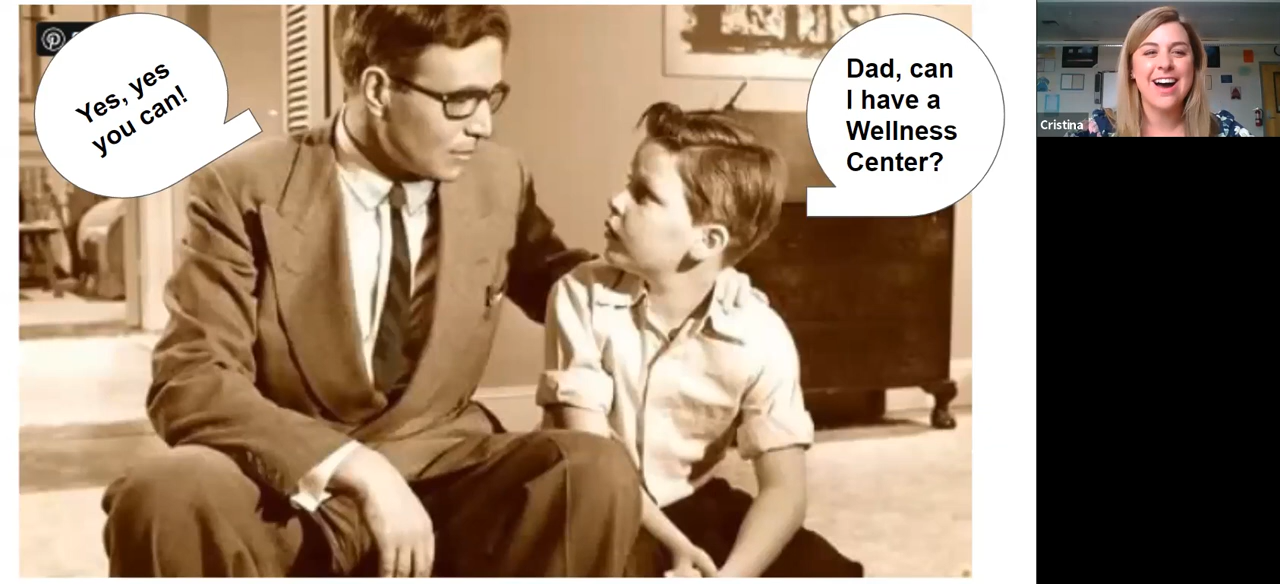 Yes, yes
you can!
Dad, can
I have a
Wellness
Center?
Cristina